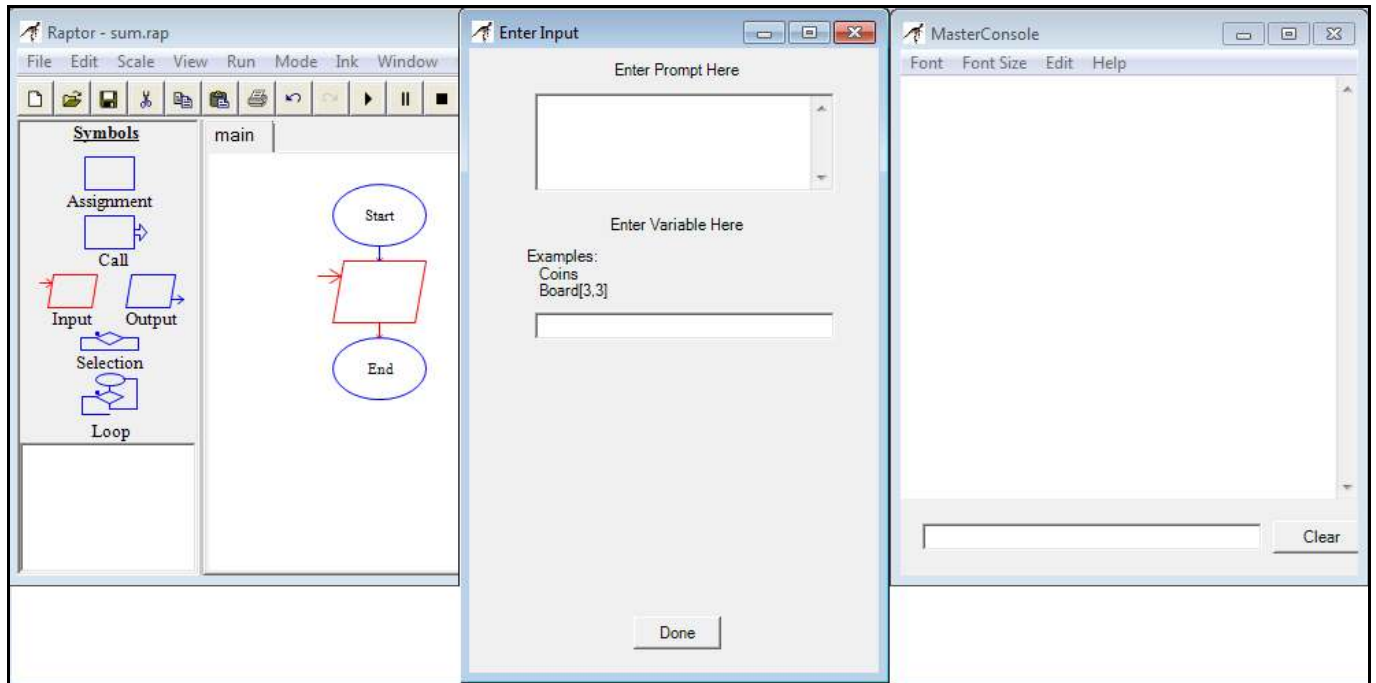 Raptor - sum.rap
File Edit Scale View Run Mode Ink Window
Symbols
Assignment
Call
Input Output
Selection
Loop
main
Start
End
Enter Input
Enter Prompt Here
Enter Variable Here
Examples:
Coins
Board[3,3]
Done
MasterConsole
Font Font Size Edit Help
Clear